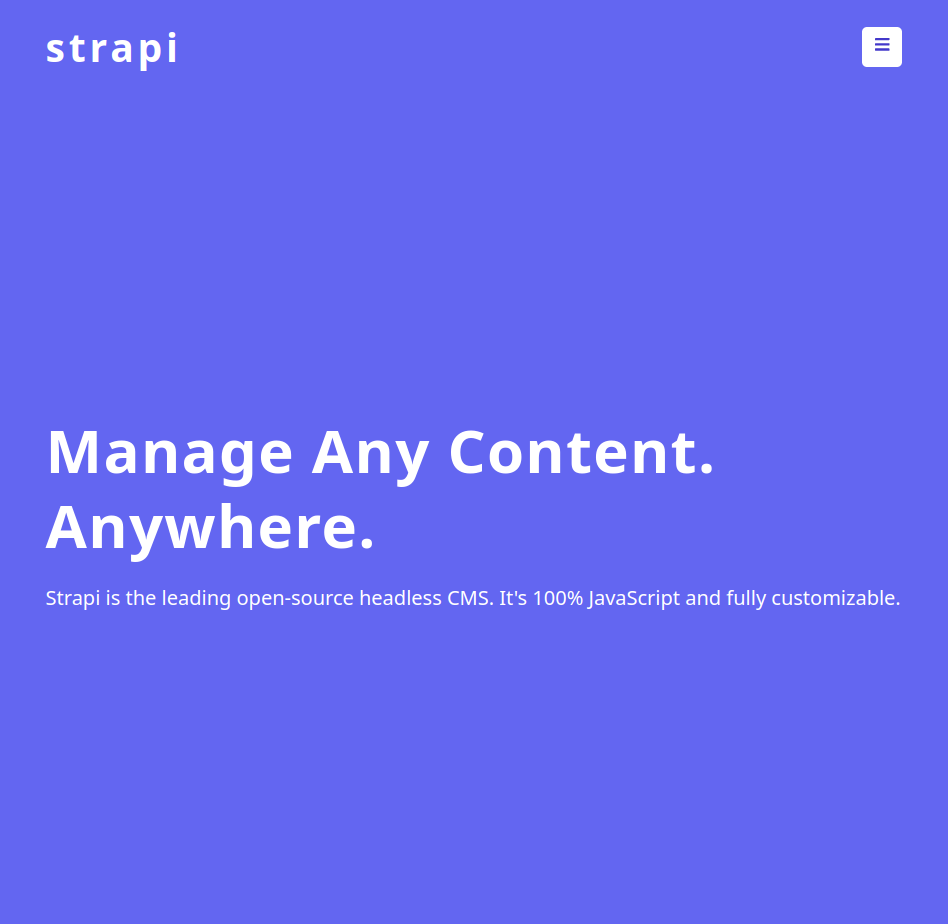 strapi
Manage Any Content.
Anywhere.
Strapi is the leading open-source headless CMS. It's 100% JavaScript and fully customizable.